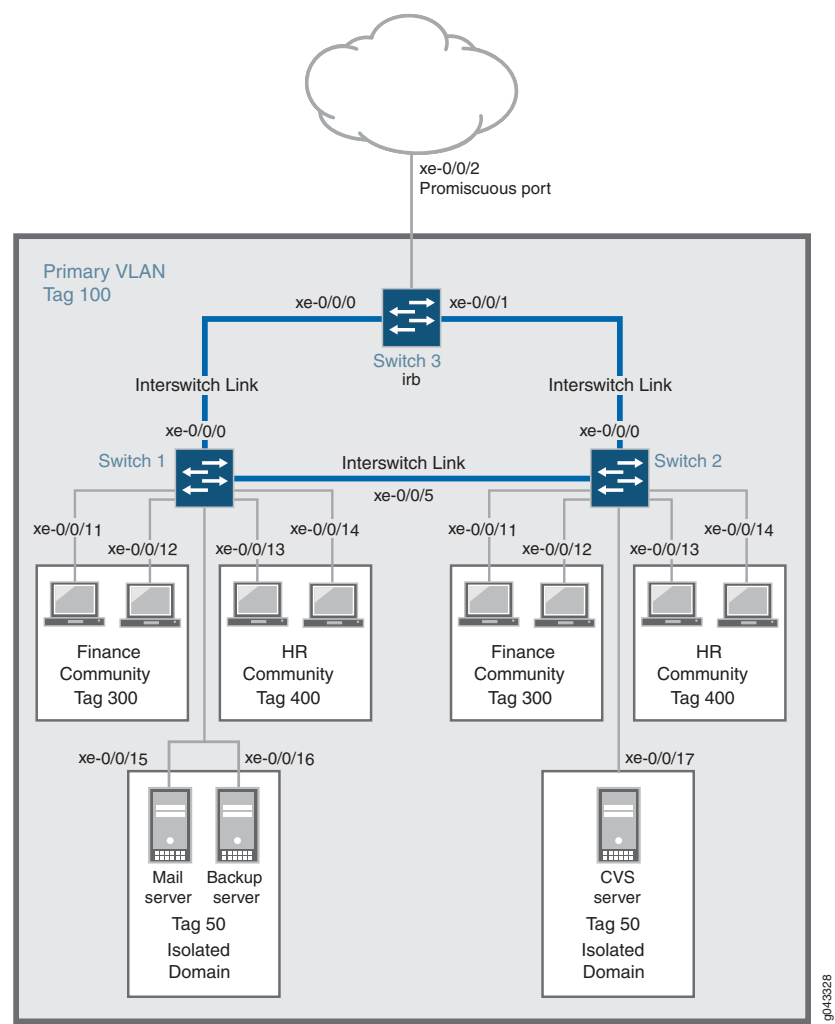 xe-0/0/2
Promiscuous port
Primary VLAN
Tag 100
xe-0/0/0
xe-0/0/1
Switch 3
irb
Interswitch Link
Interswitch Link
xe-0/0/0
xe-0/0/0
Switch 1
Interswitch Link
Switch 2
xe-0/0/5
xe-0/0/11
xe-0/0/12
xe-0/0/13
xe-0/0/14
xe-0/0/11
xe-0/0/12
xe-0/0/13
xe-0/0/14
Finance
Community
Tag 300
HR
Community
Tag 400
Finance
Community
Tag 300
HR
Community
Tag 400
xe-0/0/15
xe-0/0/16
xe-0/0/17
Mail
server
Backup
server
Tag 50
Isolated
Domain
CVS
server
Tag 50
Isolated
Domain
g043328